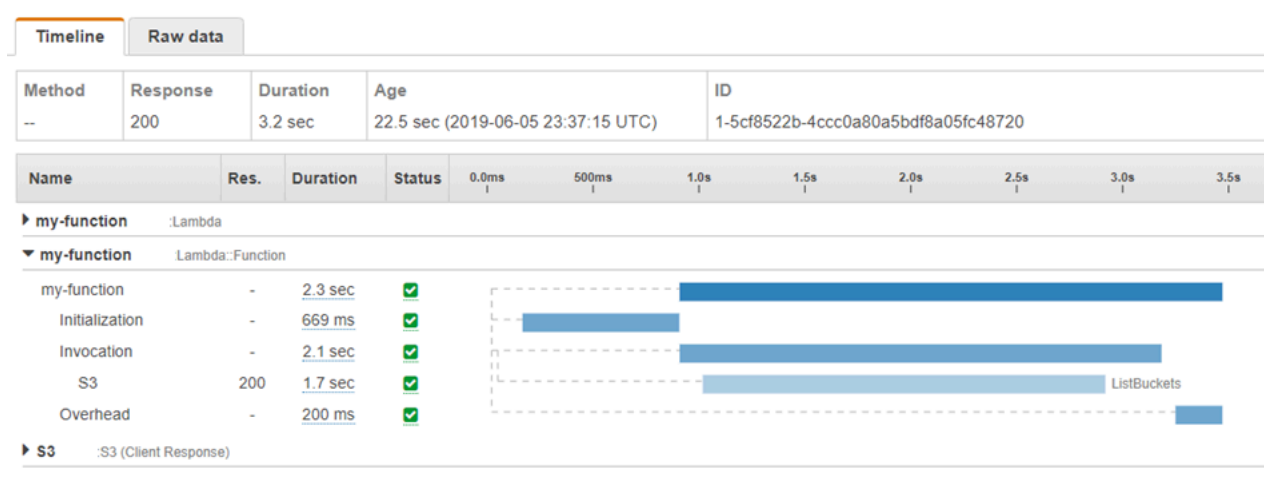 Timeline Raw data
Method Response Duration Age ID
-- 200 3.2 sec 22.5 sec (2019-06-05 23:37:15 UTC) 1-5cf8522b-4ccc0a80a5bdf8a05fc48720
Name Res. Duration Status 0.0ms 500ms 1.0s 1.5s 2.0s 2.5s 3.0s 3.5s
my-function :Lambda
my-function :Lambda::Function
my-function - 2.3 sec
Initialization - 669 ms
Invocation - 2.1 sec
S3 200 1.7 sec ListBuckets
Overhead - 200 ms
S3 :S3 (Client Response)